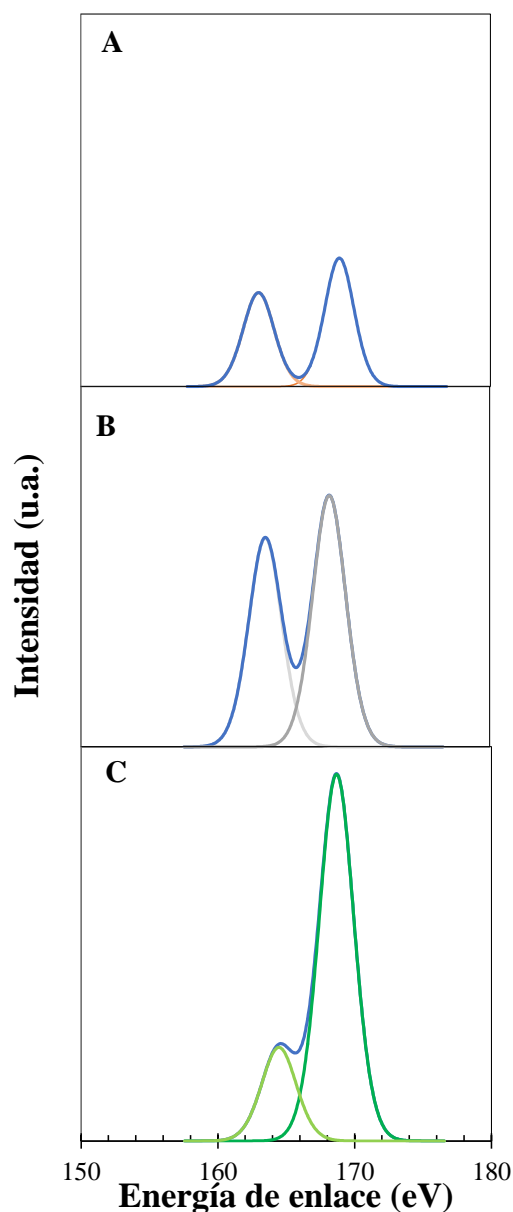 A
B
C
Intensidad (u.a.)
150 160 170 180
Energía de enlace (eV)